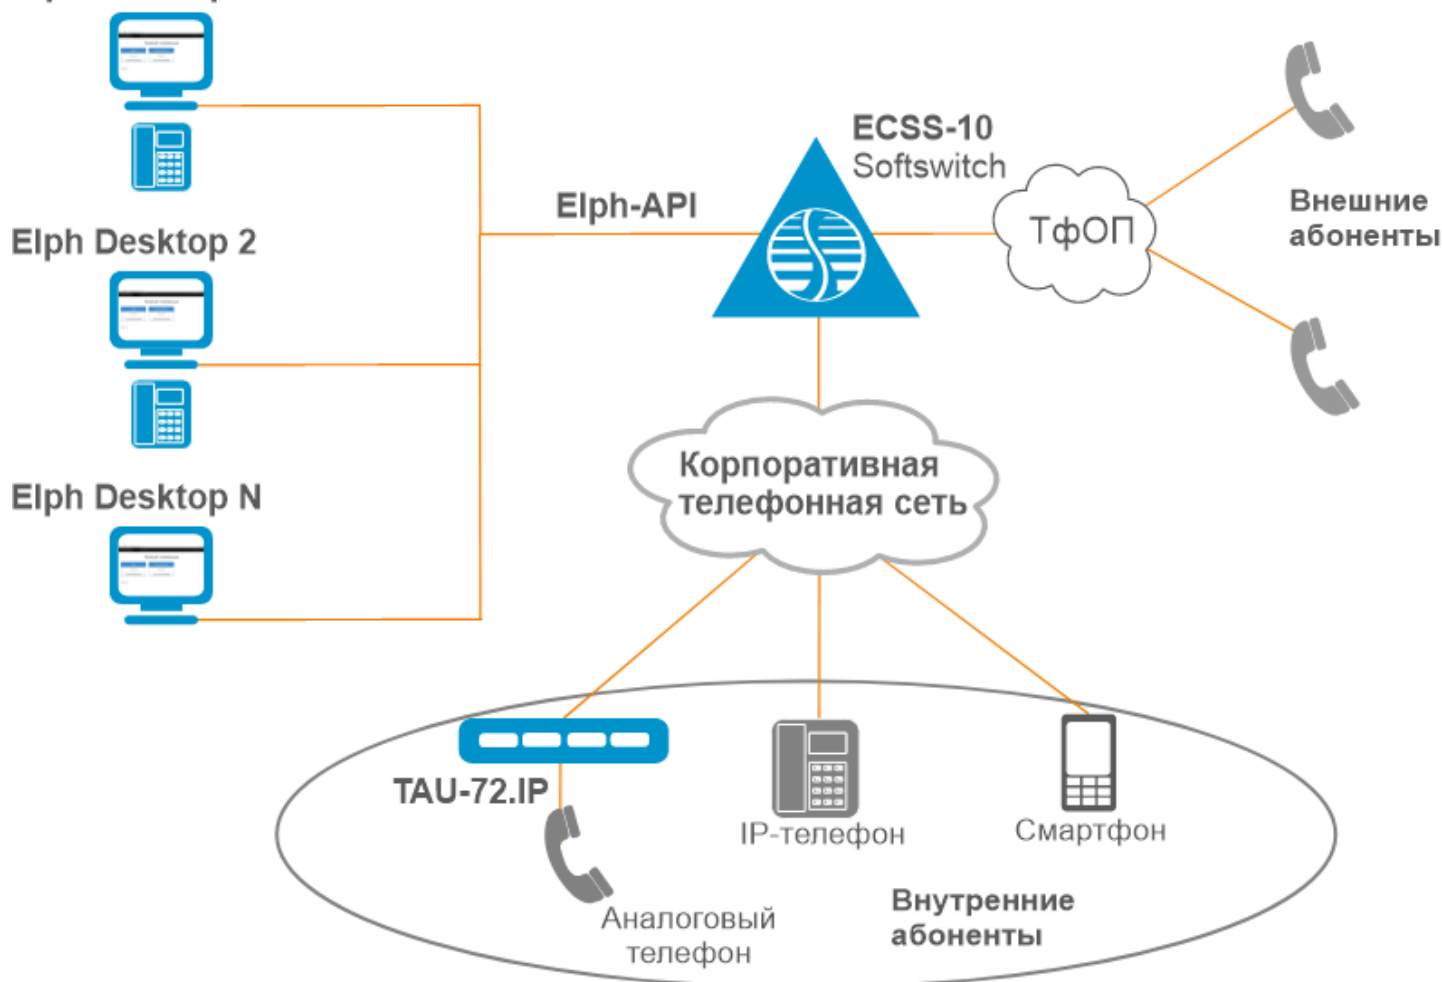 Elph Desktop 2
Elph Desktop N
Elph-API
ECSS-10
Softswitch
ТфОП
Внешние
абоненты
Корпоративная
телефонная сеть
TAU-72.IP
Аналоговый
телефон
IP-телефон
Смартфон
Внутренние
абоненты